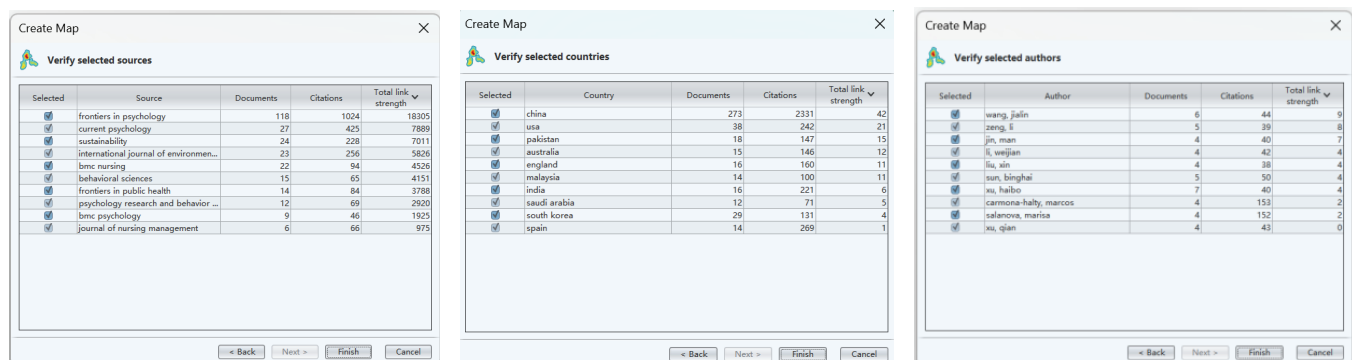 Create Map
Verify selected sources
Selected Source Documents Citations Total link strength
frontiers in psychology 118 1024 18305
current psychology 27 425 7889
sustainability 24 228 7011
international journal of environmen... 23 256 5826
bmc nursing 22 94 4526
behavioral sciences 15 65 4151
frontiers in public health 14 84 3788
psychology research and behavior ... 12 69 2920
bmc psychology 9 46 1925
journal of nursing management 6 66 975
< Back Next > Finish Cancel
Create Map
Verify selected countries
Selected Country Documents Citations Total link strength
china 273 2331 42
usa 38 242 21
pakistan 18 147 15
australia 15 146 12
england 16 160 11
malaysia 14 100 11
india 16 221 6
saudi arabia 12 71 5
south korea 29 131 4
spain 14 269 1
< Back Next > Finish Cancel
Create Map
Verify selected authors
Selected Author Documents Citations Total link strength
wang, jialin 6 44 9
zeng, li 5 39 8
jin, man 4 40 7
li, weijian 4 42 4
liu, xin 4 38 4
sun, binghai 5 50 4
xu, haibo 7 40 4
carmona-halty, marcos 4 153 2
salanova, marisa 4 152 2
xu, qian 4 43 0
< Back Next > Finish Cancel